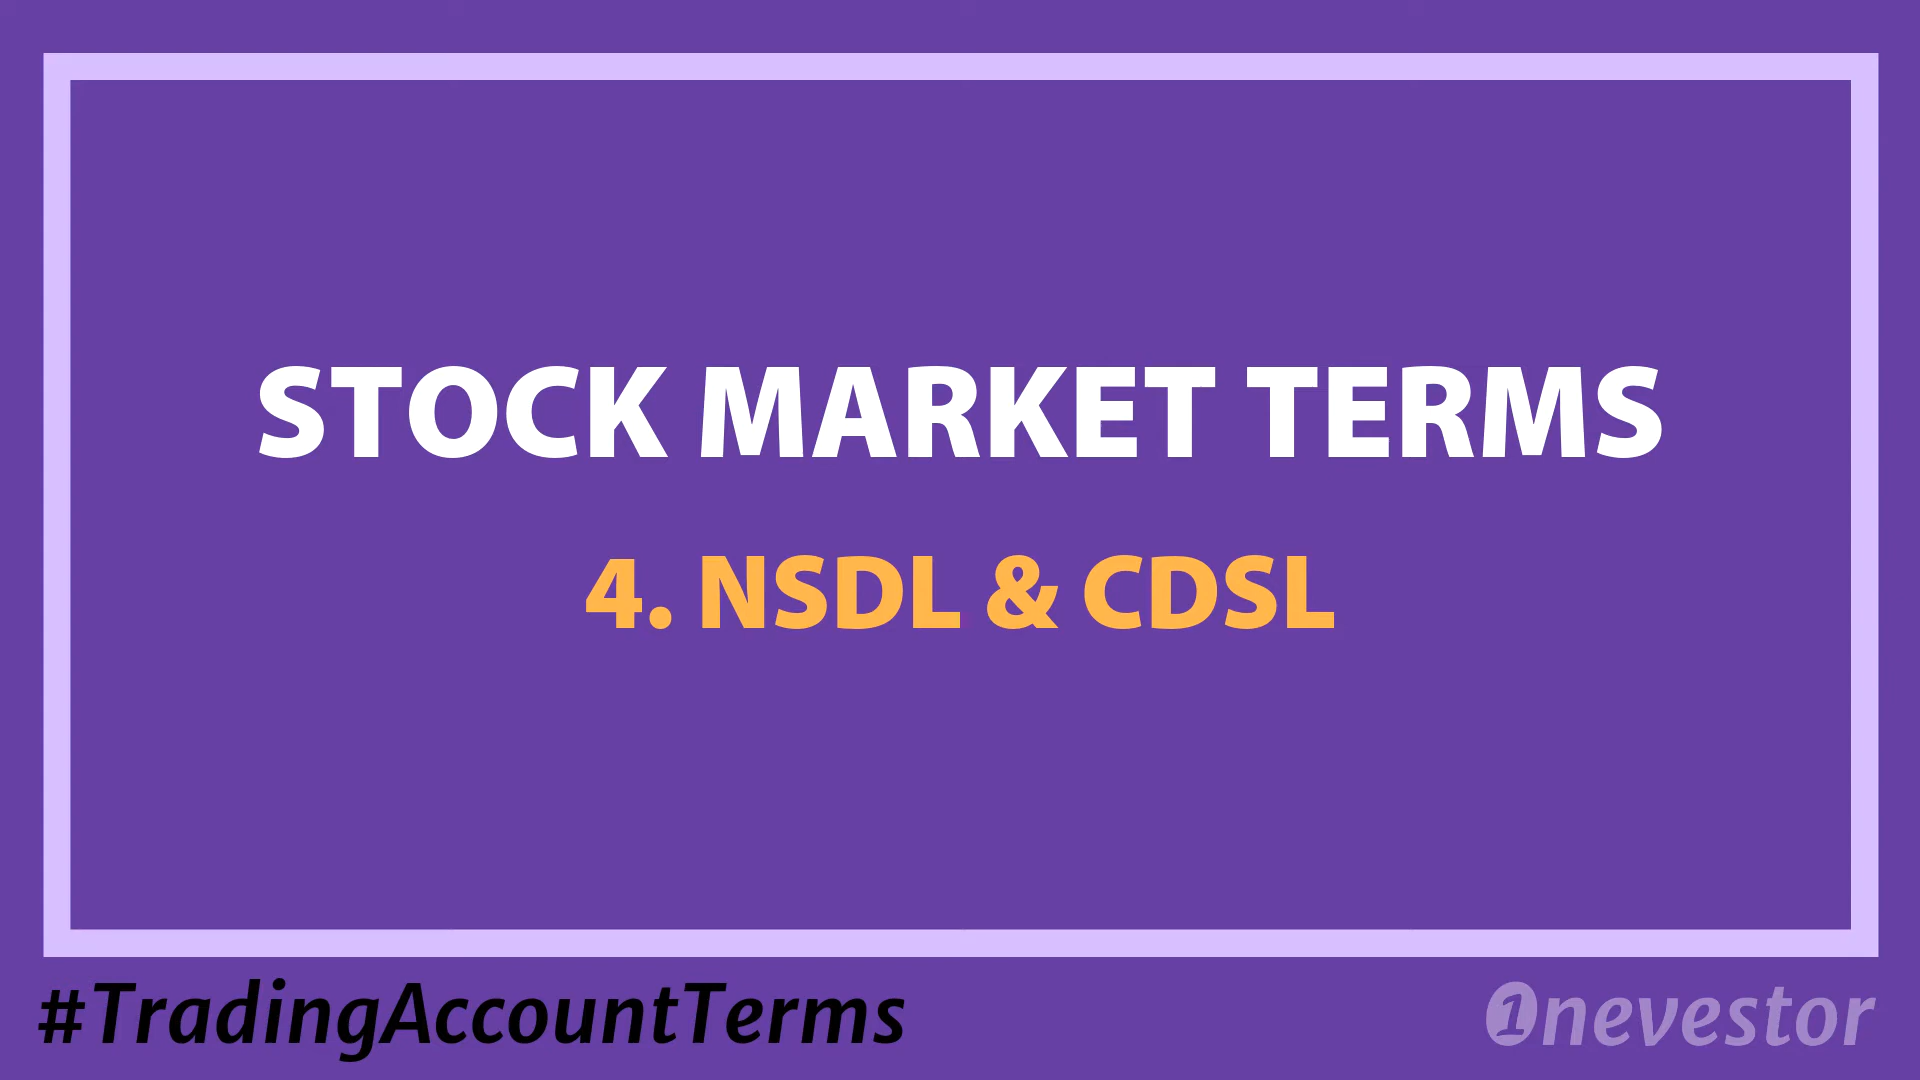 STOCK MARKET TERMS
4. NSDL & CDSL
#TradingAccountTerms
1nevestor